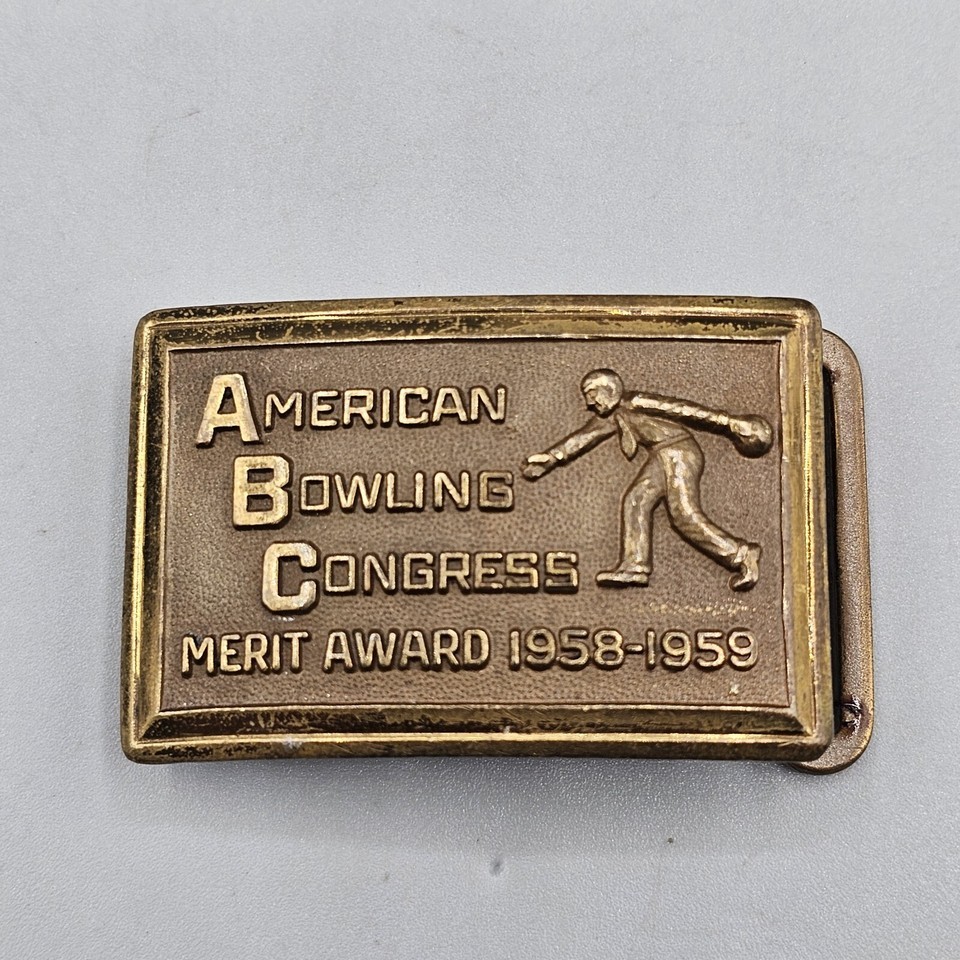 AMERICAN
BOWLING
CONGRESS
MERIT AWARD 1958-1959